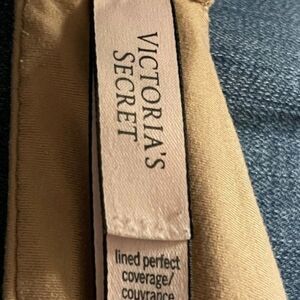 VICTORIA'S
SECRET
lined perfect
coverage/
couvrance